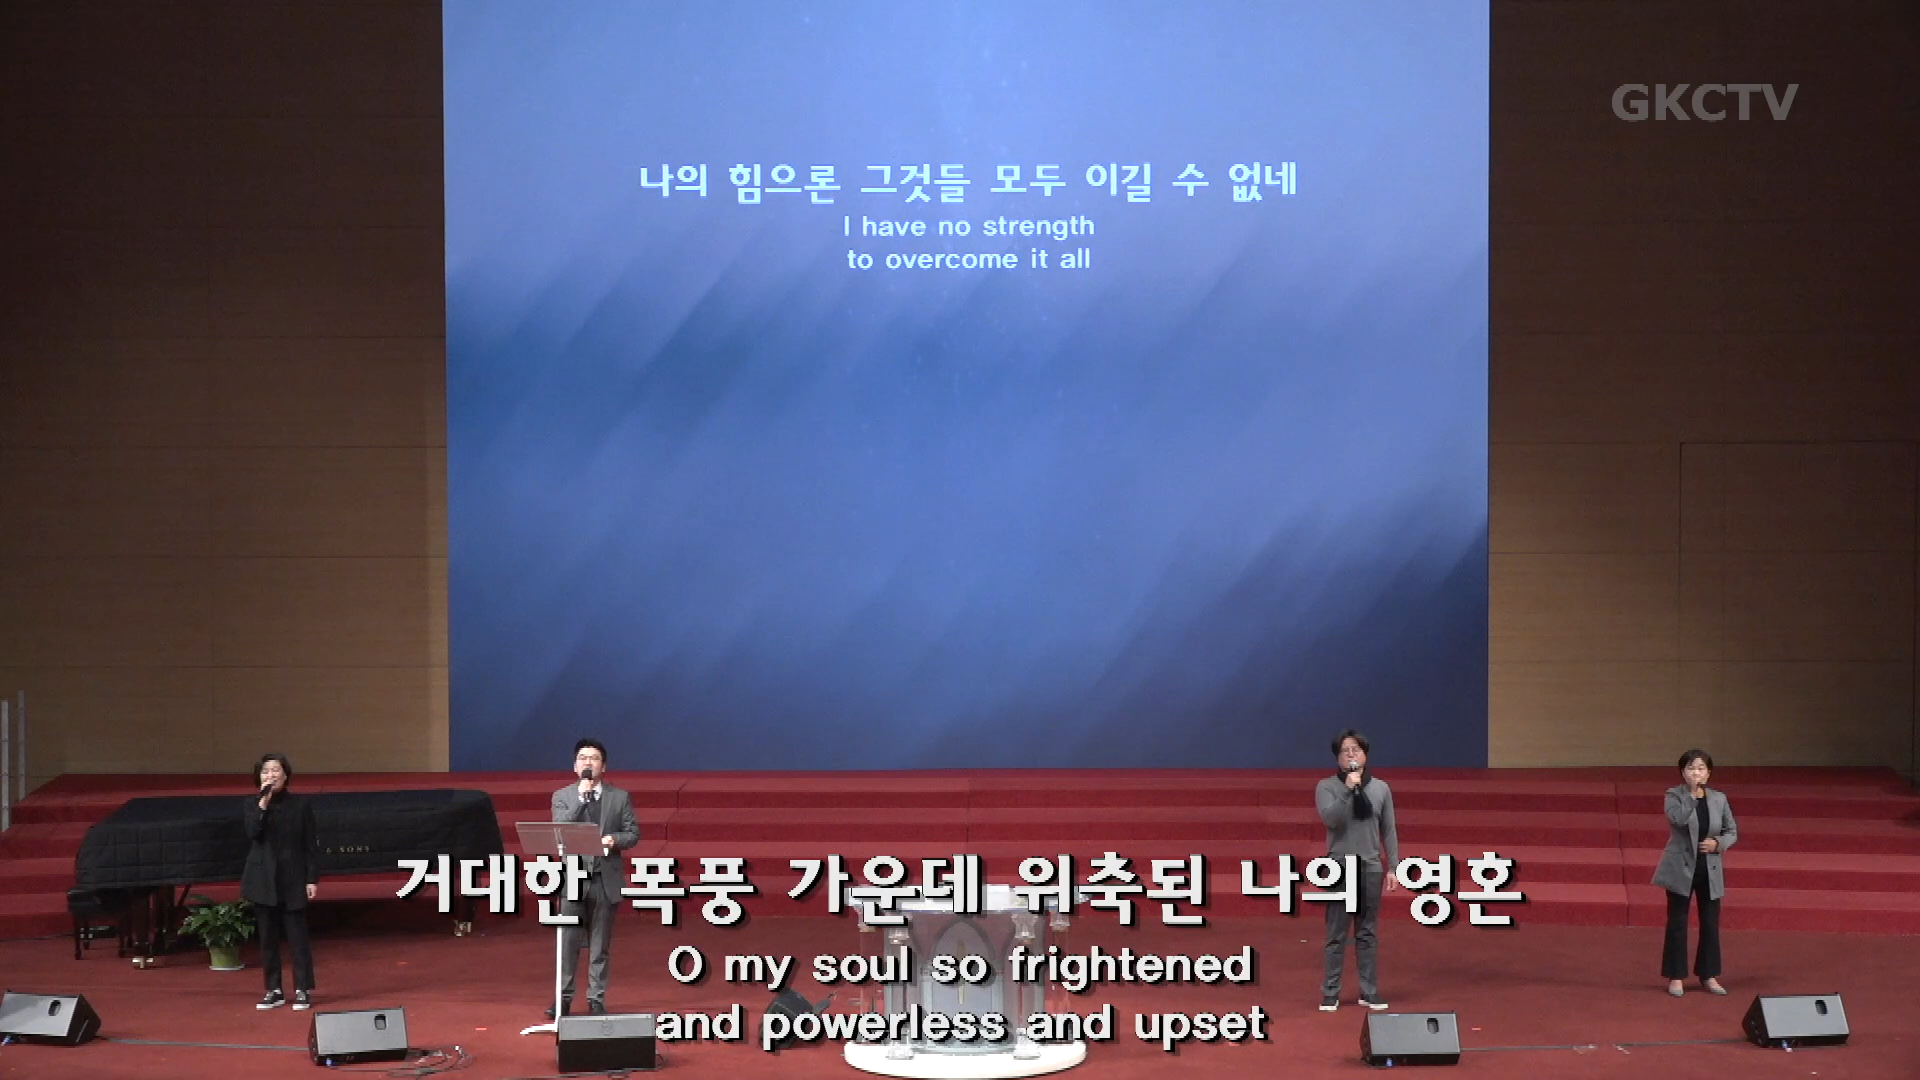 GKCTV
나의 힘으론 그것들 모두 이길 수 없네
I have no strength
to overcome it all
& SONS
거대한 폭풍 가운데 위축된 나의 영혼
O my soul so frightened
and powerless and upset